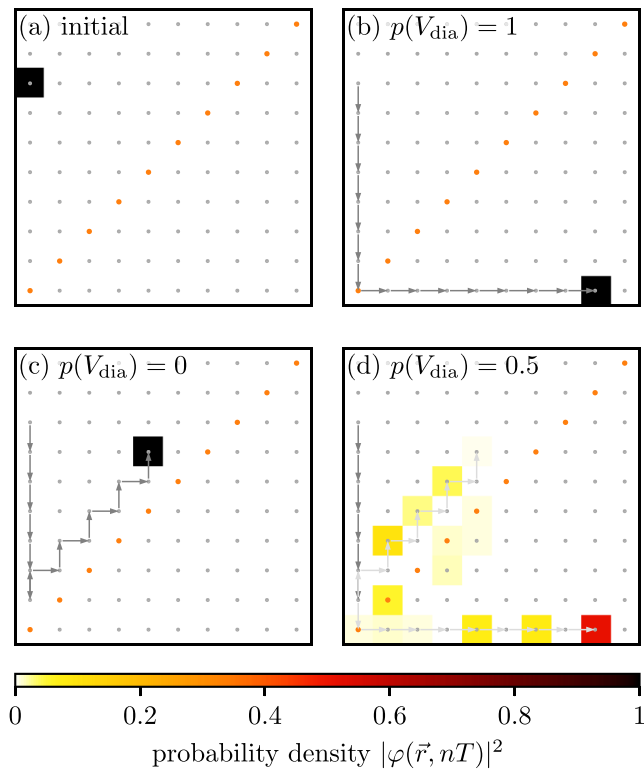 (a) initial
(b) p(V_dia) = 1
(c) p(V_dia) = 0
(d) p(V_dia) = 0.5
0 0.2 0.4 0.6 0.8 1
probability density |φ(r⃗, nT)|²